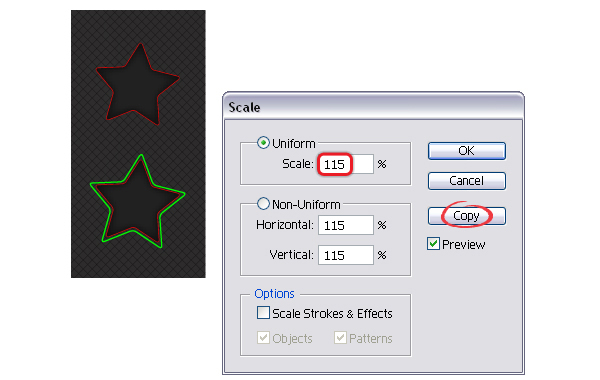 Scale
Uniform
Scale: 115 %
OK
Cancel
Non-Uniform
Copy
Horizontal: 115 %
Preview
Vertical: 115 %
Options
Scale Strokes & Effects
Objects Patterns